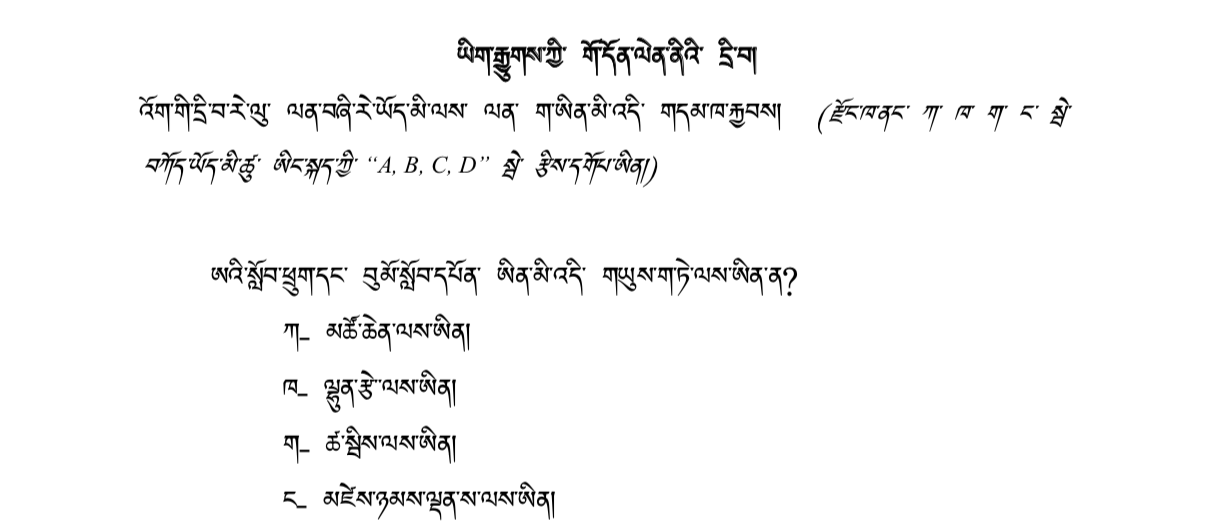 ཡིག་རྒྱུགས་ཀྱི་ གོ་དོན་ལེན་ནིའི་ དྲི་བ།
འོག་གི་དྲི་བ་རེ་ལུ་ ལན་བཞི་རེ་ཡོད་མི་ལས་ ལན་ ག་ཨིན་མི་འདི་ གདམ་ཁ་རྐྱབས། (རྫོང་ཁ་ནང་ ཀ་ ཁ་ ག་ ང་ སྦེ་
བཀོད་ཡོད་མི་ཚུ་ ཨིང་སྐད་ཀྱི་ “A, B, C, D” སྦེ་ རྩིས་དགོཔ་ཨིན།)
ཨའི་སློབ་ཕྲུག་དང་ བུམོ་སློབ་དཔོན་ ཨིན་མི་འདི་ གཡུས་ག་ཏེ་ལས་ཨིན་ན?
ཀ_ མཚོ་ཆེན་ལས་ཨིན།
ཁ_ ལྷུན་རྩེ་ལས་ཨིན།
ག_ ཚ་སྦིས་ལས་ཨིན།
ང_ མཛེས་ཉམས་ལྡན་ས་ལས་ཨིན།